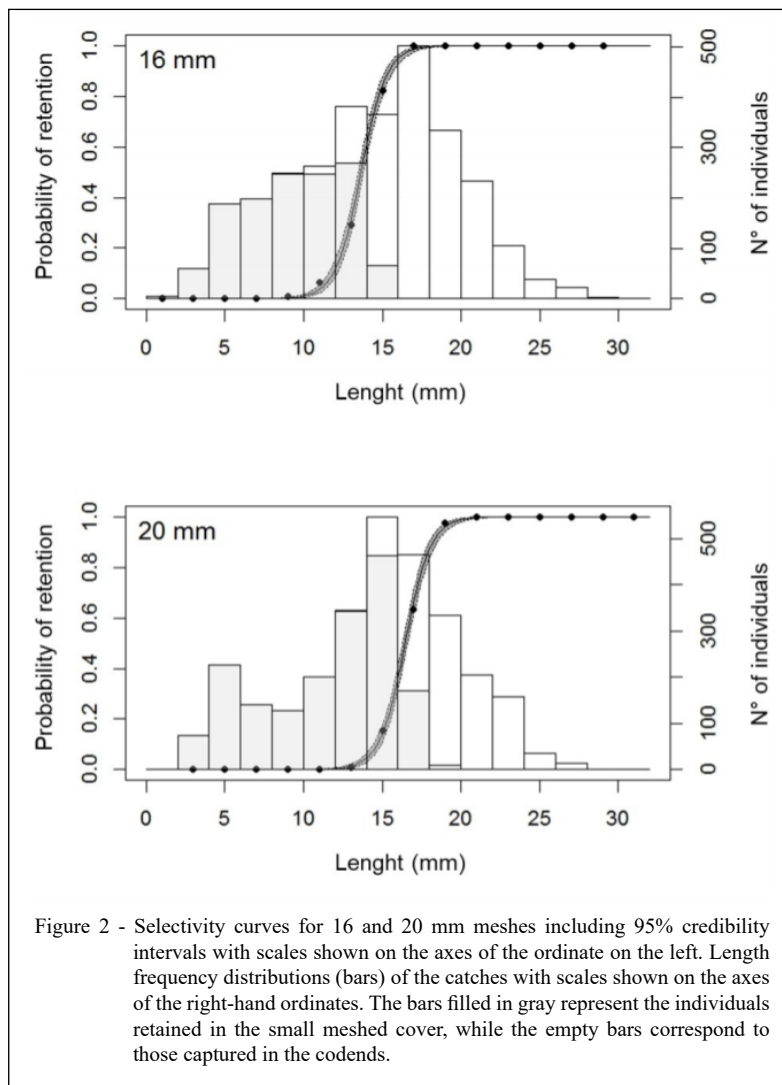 16 mm
Probability of retention
1.0
0.8
0.6
0.4
0.2
0.0
500
300
100
0
N° of individuals
0 5 10 15 20 25 30
Lenght (mm)
20 mm
Probability of retention
1.0
0.8
0.6
0.4
0.2
0.0
500
300
100
0
N° of individuals
0 5 10 15 20 25 30
Lenght (mm)
Figure 2 - Selectivity curves for 16 and 20 mm meshes including 95% credibility
intervals with scales shown on the axes of the ordinate on the left. Length
frequency distributions (bars) of the catches with scales shown on the axes
of the right-hand ordinates. The bars filled in gray represent the individuals
retained in the small meshed cover, while the empty bars correspond to
those captured in the codends.